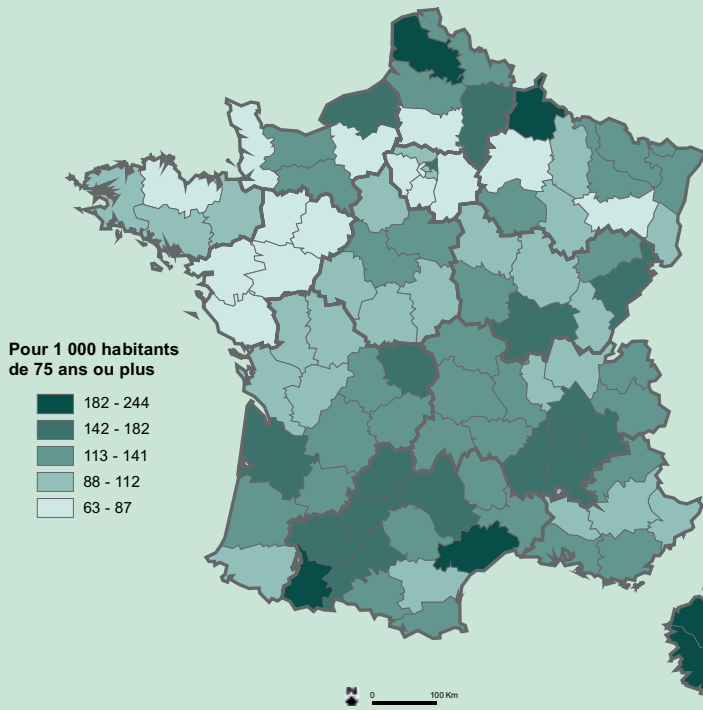 Pour 1 000 habitants
de 75 ans ou plus
182 - 244
142 - 182
113 - 141
88 - 112
63 - 87
N
0 100 Km